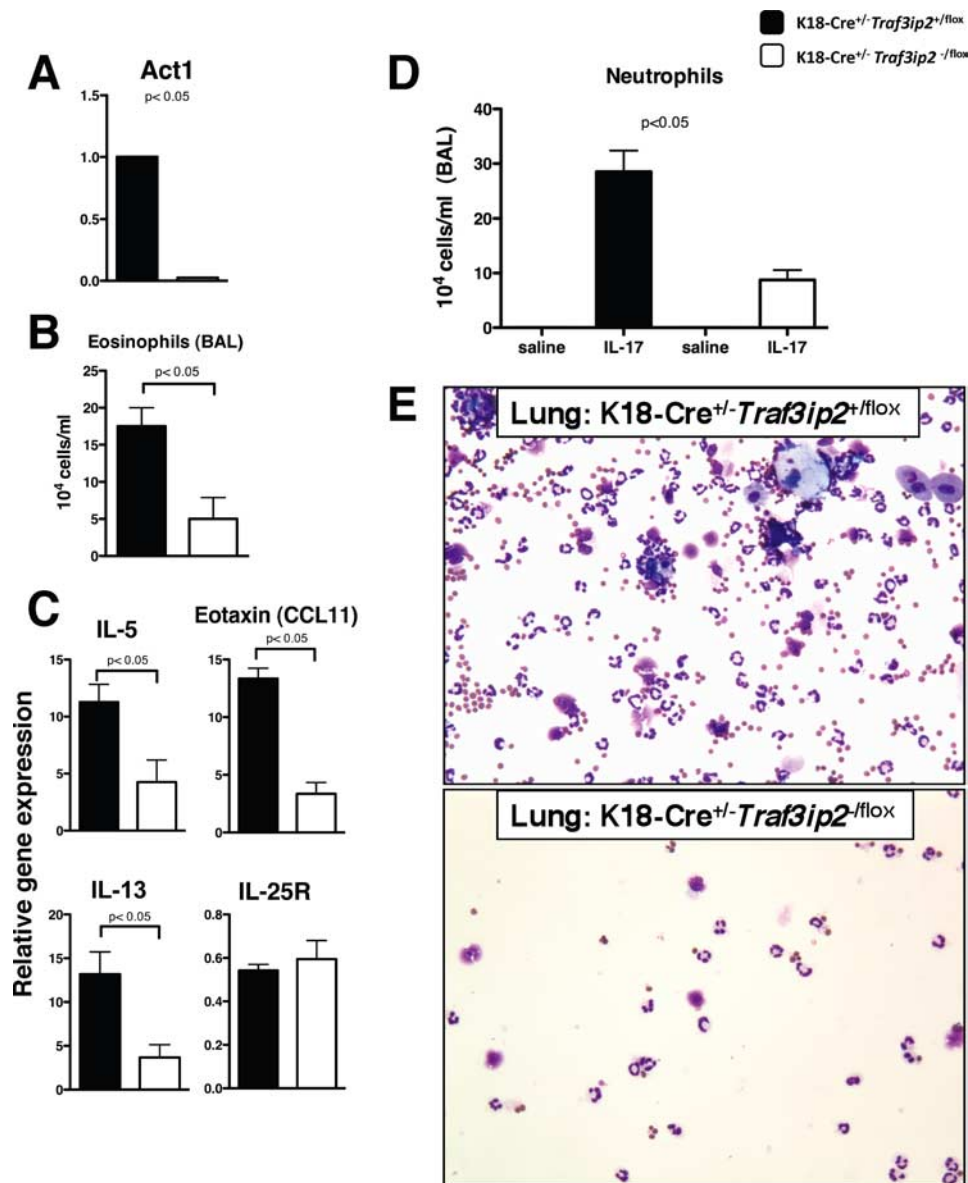 K18-Cre+/- Traf3ip2+/flox
K18-Cre+/- Traf3ip2 -/flox
A
Act1
p< 0.05
1.5
1.0
0.5
0.0
B
Eosinophils (BAL)
p< 0.05
10⁴ cells/ml
25
20
15
10
5
0
C
Relative gene expression
IL-5
p< 0.05
15
10
5
0
Eotaxin (CCL11)
p< 0.05
15
10
5
0
IL-13
p< 0.05
20
15
10
5
0
IL-25R
0.8
0.6
0.4
0.2
0.0
D
Neutrophils
p<0.05
10⁴ cells/ml (BAL)
40
30
20
10
0
saline IL-17 saline IL-17
E
Lung: K18-Cre+/-Traf3ip2+/flox
Lung: K18-Cre+/-Traf3ip2-/flox